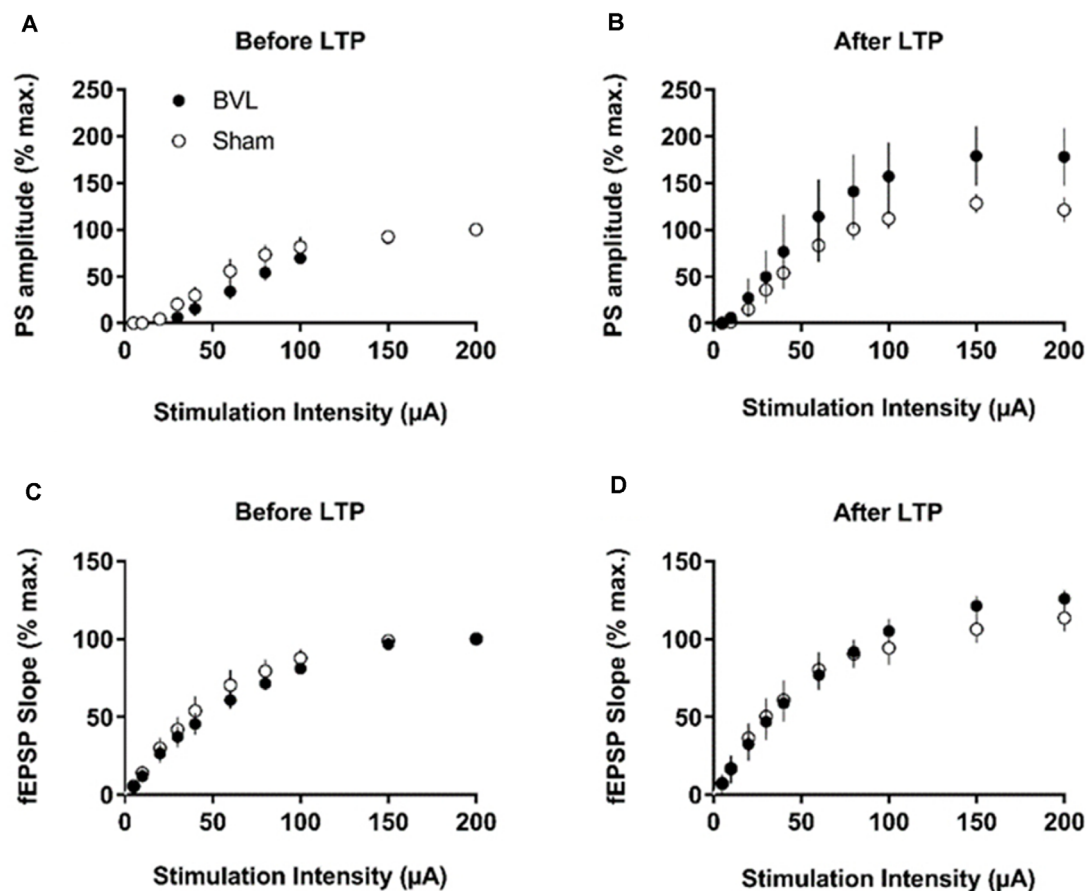 A
Before LTP
PS amplitude (% max.)
250
200
150
100
50
0
BVL
Sham
0 50 100 150 200
Stimulation Intensity (µA)
B
After LTP
PS amplitude (% max.)
250
200
150
100
50
0
0 50 100 150 200
Stimulation Intensity (µA)
C
Before LTP
fEPSP Slope (% max.)
150
100
50
0
0 50 100 150 200
Stimulation Intensity (µA)
D
After LTP
fEPSP Slope (% max.)
150
100
50
0
0 50 100 150 200
Stimulation Intensity (µA)